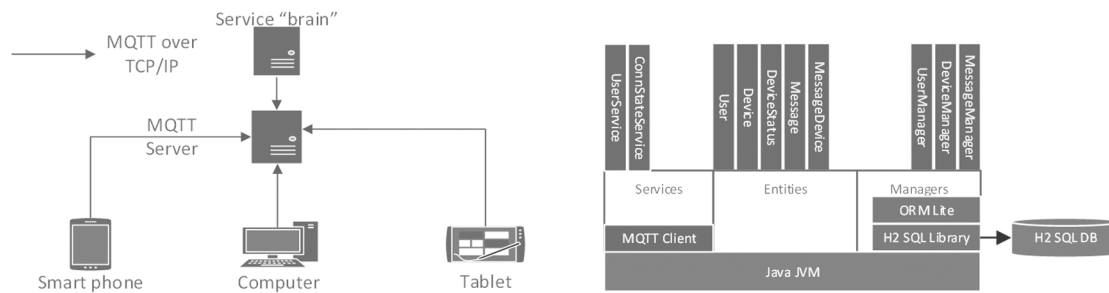 Service “brain”
MQTT over
TCP/IP
MQTT
Server
Smart phone
Computer
Tablet
UserService
ConnStateService
User
Device
DeviceStatus
Message
MessageDevice
UserManager
DeviceManager
MessageManager
Services
Entities
Managers
ORM Lite
MQTT Client
H2 SQL Library
H2 SQL DB
Java JVM